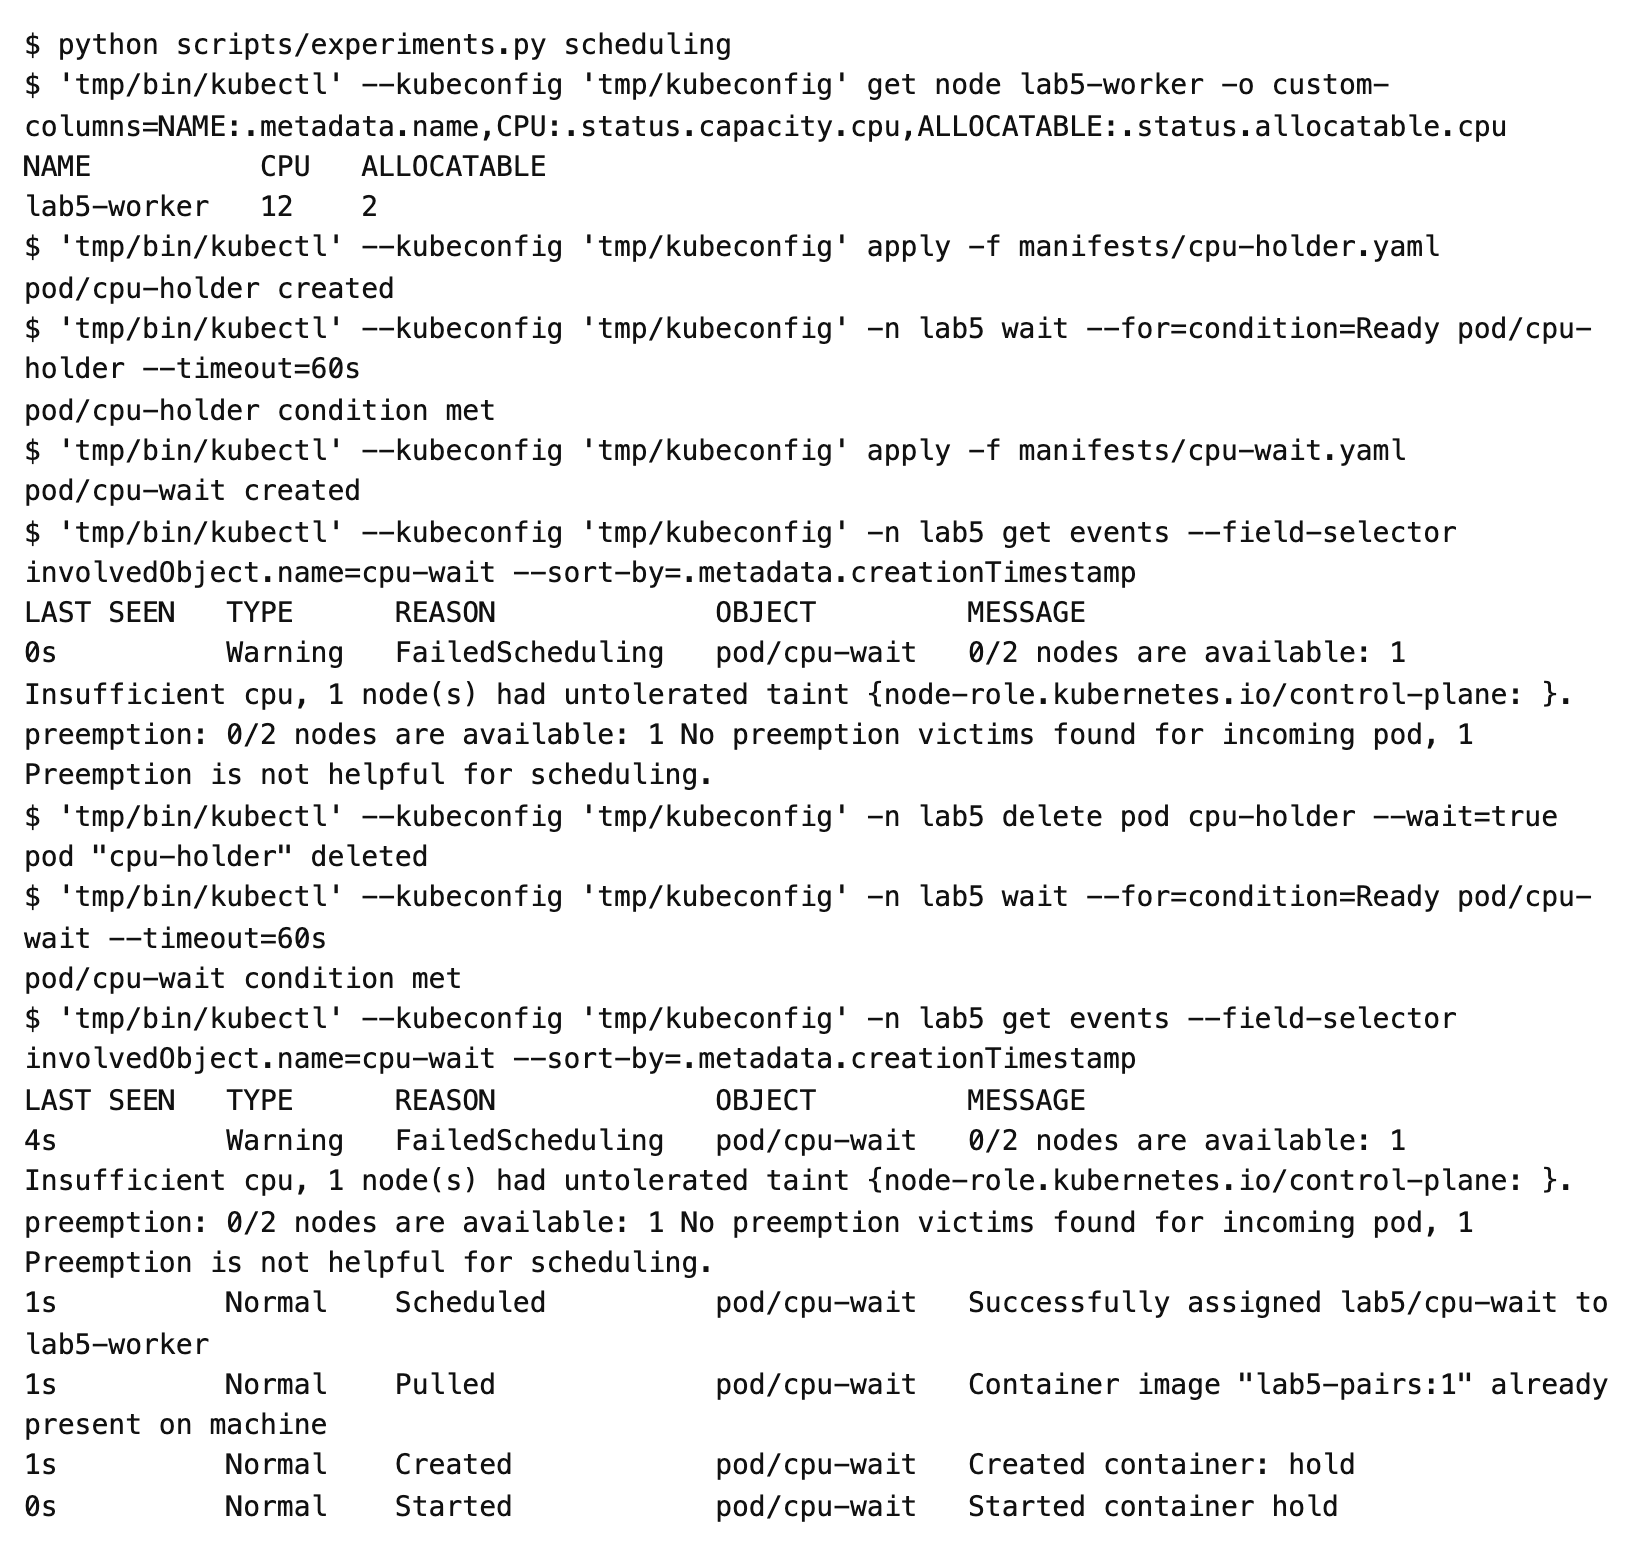 $ python scripts/experiments.py scheduling
$ 'tmp/bin/kubectl' --kubeconfig 'tmp/kubeconfig' get node lab5-worker -o custom-
columns=NAME:.metadata.name,CPU:.status.capacity.cpu,ALLOCATABLE:.status.allocatable.cpu
NAME          CPU   ALLOCATABLE
lab5-worker   12    2
$ 'tmp/bin/kubectl' --kubeconfig 'tmp/kubeconfig' apply -f manifests/cpu-holder.yaml
pod/cpu-holder created
$ 'tmp/bin/kubectl' --kubeconfig 'tmp/kubeconfig' -n lab5 wait --for=condition=Ready pod/cpu-
holder --timeout=60s
pod/cpu-holder condition met
$ 'tmp/bin/kubectl' --kubeconfig 'tmp/kubeconfig' apply -f manifests/cpu-wait.yaml
pod/cpu-wait created
$ 'tmp/bin/kubectl' --kubeconfig 'tmp/kubeconfig' -n lab5 get events --field-selector
involvedObject.name=cpu-wait --sort-by=.metadata.creationTimestamp
LAST SEEN   TYPE      REASON             OBJECT         MESSAGE
0s          Warning   FailedScheduling   pod/cpu-wait   0/2 nodes are available: 1
Insufficient cpu, 1 node(s) had untolerated taint {node-role.kubernetes.io/control-plane: }.
preemption: 0/2 nodes are available: 1 No preemption victims found for incoming pod, 1
Preemption is not helpful for scheduling.
$ 'tmp/bin/kubectl' --kubeconfig 'tmp/kubeconfig' -n lab5 delete pod cpu-holder --wait=true
pod "cpu-holder" deleted
$ 'tmp/bin/kubectl' --kubeconfig 'tmp/kubeconfig' -n lab5 wait --for=condition=Ready pod/cpu-
wait --timeout=60s
pod/cpu-wait condition met
$ 'tmp/bin/kubectl' --kubeconfig 'tmp/kubeconfig' -n lab5 get events --field-selector
involvedObject.name=cpu-wait --sort-by=.metadata.creationTimestamp
LAST SEEN   TYPE      REASON             OBJECT         MESSAGE
4s          Warning   FailedScheduling   pod/cpu-wait   0/2 nodes are available: 1
Insufficient cpu, 1 node(s) had untolerated taint {node-role.kubernetes.io/control-plane: }.
preemption: 0/2 nodes are available: 1 No preemption victims found for incoming pod, 1
Preemption is not helpful for scheduling.
1s          Normal    Scheduled          pod/cpu-wait   Successfully assigned lab5/cpu-wait to
lab5-worker
1s          Normal    Pulled             pod/cpu-wait   Container image "lab5-pairs:1" already
present on machine
1s          Normal    Created            pod/cpu-wait   Created container: hold
0s          Normal    Started            pod/cpu-wait   Started container hold